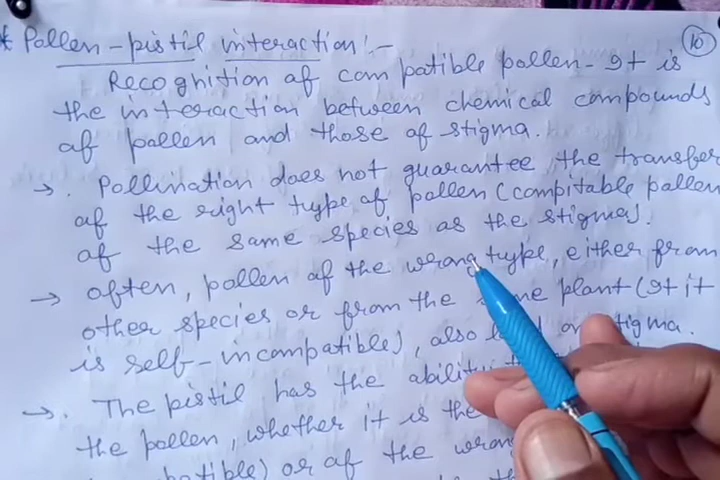 * Pollen-pistil interaction:- 10
Recognition of compatible pollen - It is
the interaction between chemical compounds
of pollen and those of stigma.
→ . Pollination does not guarantee the transfer
of the right type of pollen (compitable pollen
of the same species as the stigma).
→ often, pollen of the wrong type, either from
other species or from the plant (It it
is self-incompatible), also on stigma.
→ . The pistil has the ability
the pollen, whether it is the
or of the wrong